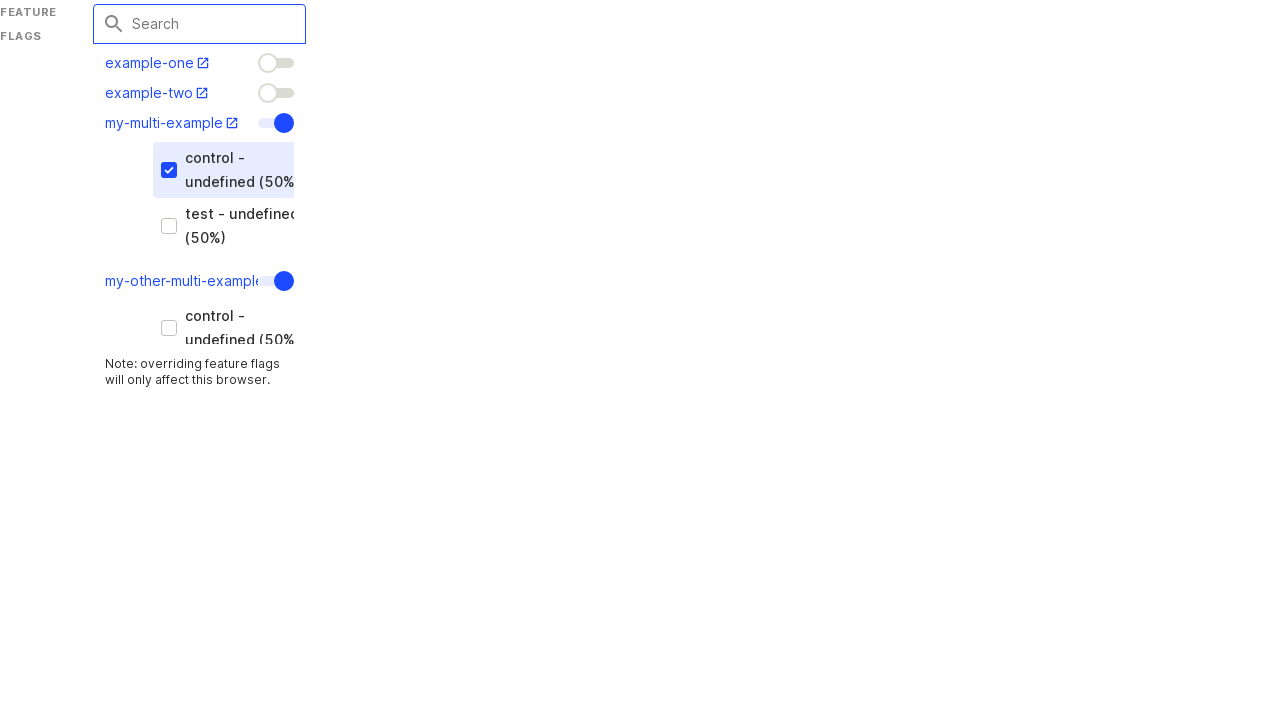 FEATURE
FLAGS
Search
example-one
example-two
my-multi-example
control -
undefined (50%
test - undefined
(50%)
my-other-multi-example
control -
undefined (50%
Note: overriding feature flags
will only affect this browser.